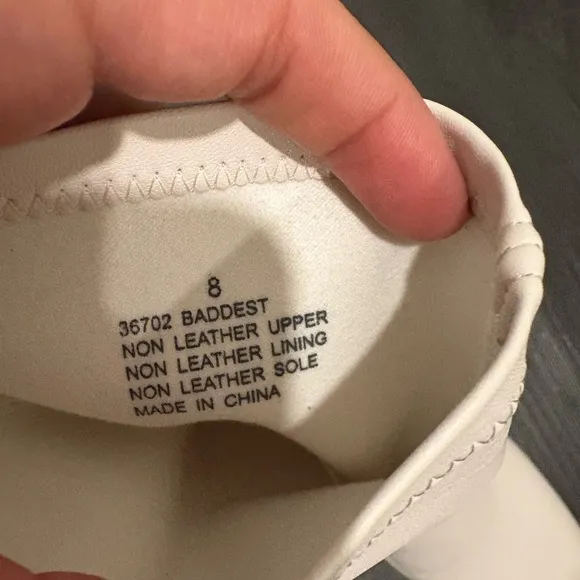 8
36702 BADDEST
NON LEATHER UPPER
NON LEATHER LINING
NON LEATHER SOLE
MADE IN CHINA